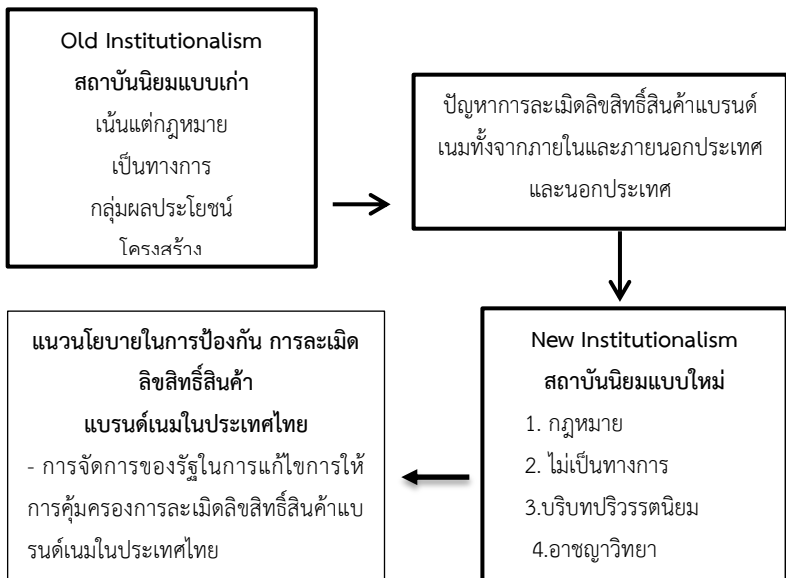 Old Institutionalism
สถาบันนิยมแบบเก่า
เน้นแต่กฎหมาย
เป็นทางการ
กลุ่มผลประโยชน์
โครงสร้าง
ปัญหาการละเมิดลิขสิทธิ์สินค้าแบรนด์
เนมทั้งจากภายในและภายนอกประเทศ
และนอกประเทศ
New Institutionalism
สถาบันนิยมแบบใหม่
1. กฎหมาย
2. ไม่เป็นทางการ
3.บริบทปริวรรตนิยม
4.อาชญาวิทยา
แนวนโยบายในการป้องกัน การละเมิด
ลิขสิทธิ์สินค้า
แบรนด์เนมในประเทศไทย
- การจัดการของรัฐในการแก้ไขการให้
การคุ้มครองการละเมิดลิขสิทธิ์สินค้าแบ
รนด์เนมในประเทศไทย